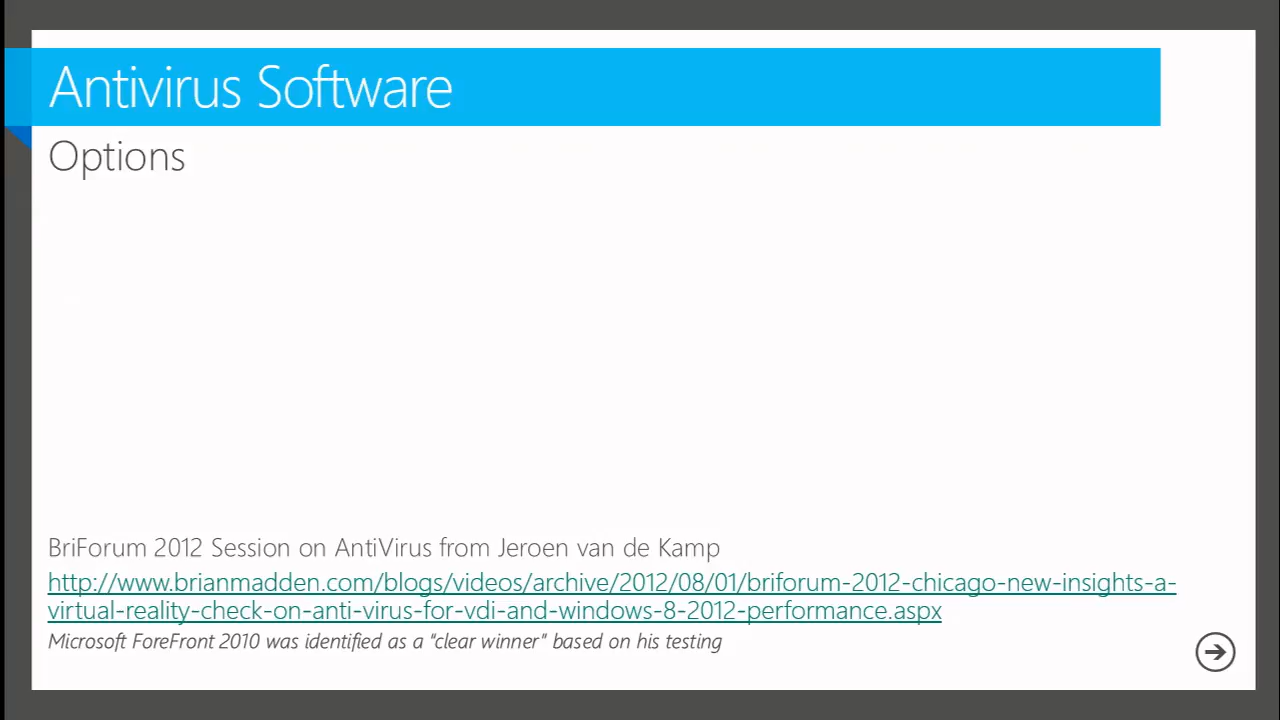 Antivirus Software
Options
BriForum 2012 Session on AntiVirus from Jeroen van de Kamp
http://www.brianmadden.com/blogs/videos/archive/2012/08/01/briforum-2012-chicago-new-insights-a-
virtual-reality-check-on-anti-virus-for-vdi-and-windows-8-2012-performance.aspx
Microsoft ForeFront 2010 was identified as a "clear winner" based on his testing